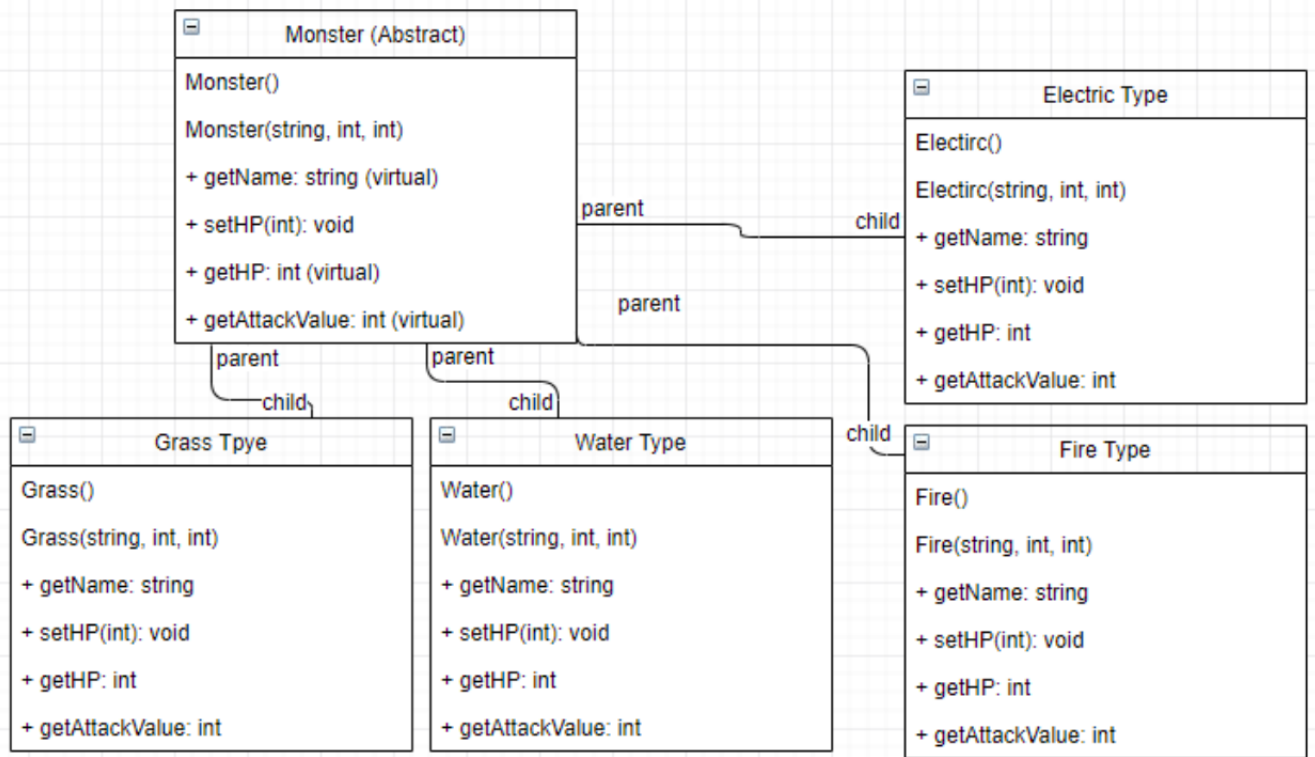 Monster (Abstract)
Monster()
Monster(string, int, int)
+ getName: string (virtual)
+ setHP(int): void
+ getHP: int (virtual)
+ getAttackValue: int (virtual)
parent
child
parent
child
parent
child
parent
child
Electric Type
Electirc()
Electirc(string, int, int)
+ getName: string
+ setHP(int): void
+ getHP: int
+ getAttackValue: int
Grass Tpye
Grass()
Grass(string, int, int)
+ getName: string
+ setHP(int): void
+ getHP: int
+ getAttackValue: int
Water Type
Water()
Water(string, int, int)
+ getName: string
+ setHP(int): void
+ getHP: int
+ getAttackValue: int
Fire Type
Fire()
Fire(string, int, int)
+ getName: string
+ setHP(int): void
+ getHP: int
+ getAttackValue: int